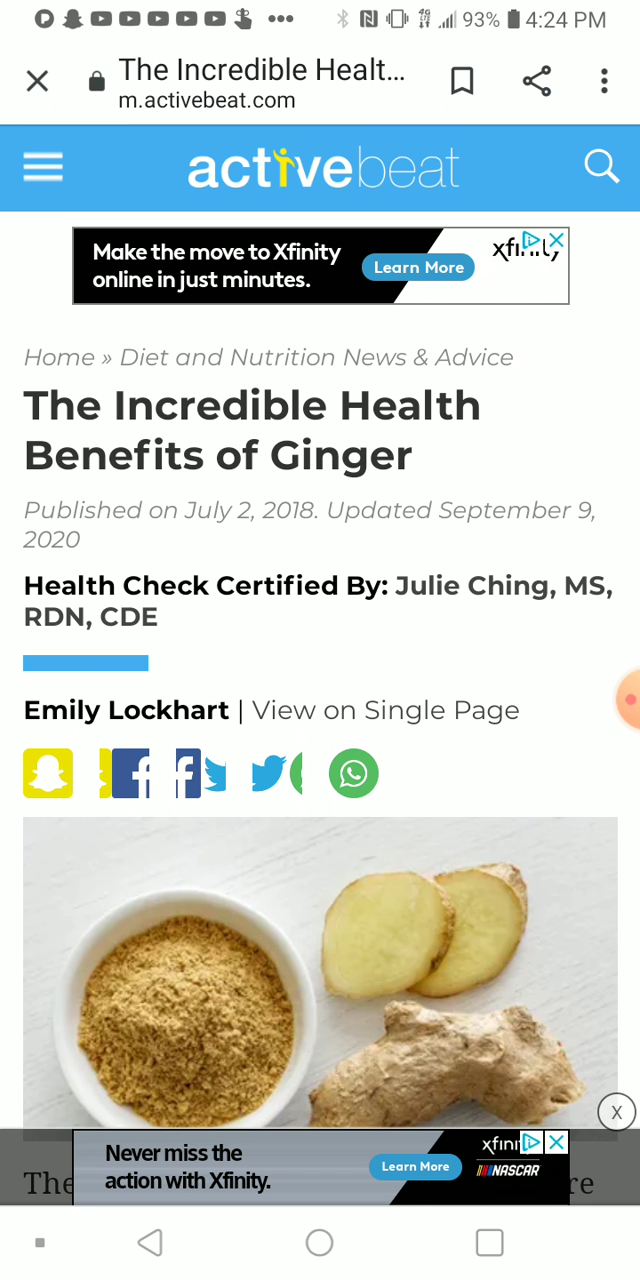 93% 4:24 PM
The Incredible Healt...
m.activebeat.com
activebeat
Make the move to Xfinity
online in just minutes.
Learn More
Home » Diet and Nutrition News & Advice
The Incredible Health
Benefits of Ginger
Published on July 2, 2018. Updated September 9,
2020
Health Check Certified By: Julie Ching, MS,
RDN, CDE
Emily Lockhart | View on Single Page
X
Never miss the
action with Xfinity.
Learn More
NASCAR
The